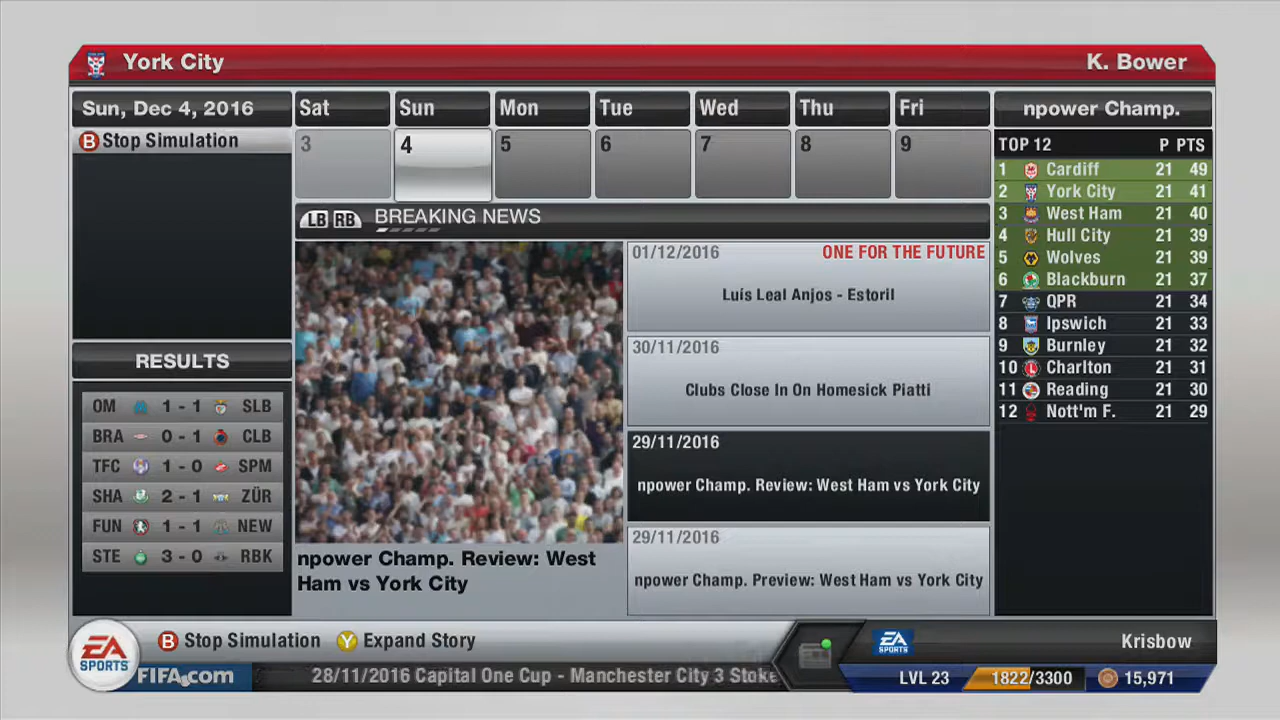 York City
K. Bower
Sun, Dec 4, 2016
Sat Sun Mon Tue Wed Thu Fri
3 4 5 6 7 8 9
B Stop Simulation
LB RB BREAKING NEWS
01/12/2016 ONE FOR THE FUTURE
Luís Leal Anjos - Estoril
30/11/2016
Clubs Close In On Homesick Piatti
29/11/2016
npower Champ. Review: West Ham vs York City
29/11/2016
npower Champ. Preview: West Ham vs York City
npower Champ. Review: West
Ham vs York City
RESULTS
OM 1 - 1 SLB
BRA 0 - 1 CLB
TFC 1 - 0 SPM
SHA 2 - 1 ZÜR
FUN 1 - 1 NEW
STE 3 - 0 RBK
npower Champ.
TOP 12 P PTS
1 Cardiff 21 49
2 York City 21 41
3 West Ham 21 40
4 Hull City 21 39
5 Wolves 21 39
6 Blackburn 21 37
7 QPR 21 34
8 Ipswich 21 33
9 Burnley 21 32
10 Charlton 21 31
11 Reading 21 30
12 Nott'm F. 21 29
EA SPORTS
B Stop Simulation Y Expand Story
EA SPORTS
Krisbow
FIFA.com
28/11/2016 Capital One Cup - Manchester City 3 Stoke
LVL 23 1822/3300 15,971